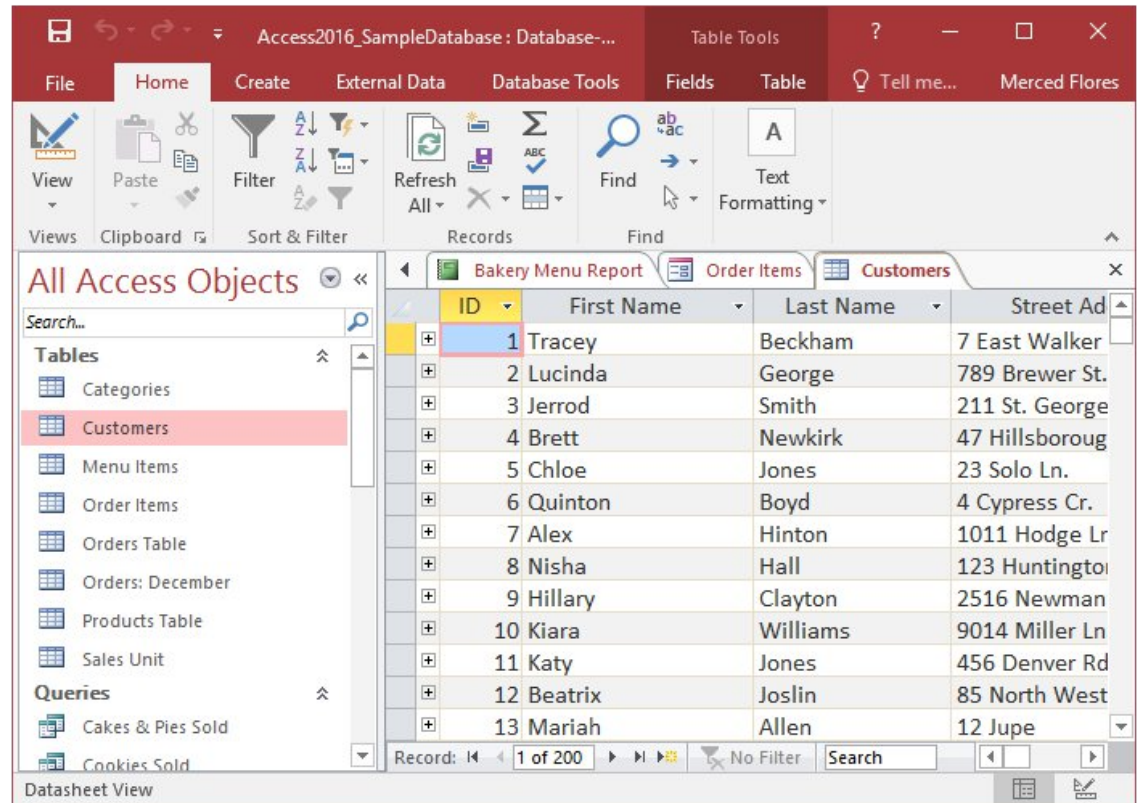 Access2016_SampleDatabase : Database-... Table Tools ?
File Home Create External Data Database Tools Fields Table Tell me... Merced Flores
View Paste Filter Refresh All Find Text Formatting
Views Clipboard Sort & Filter Records Find
All Access Objects
Search...
Tables
Categories
Customers
Menu Items
Order Items
Orders Table
Orders: December
Products Table
Sales Unit
Queries
Cakes & Pies Sold
Cookies Sold
Bakery Menu Report Order Items Customers
ID First Name Last Name Street Ad
1 Tracey Beckham 7 East Walker
2 Lucinda George 789 Brewer St.
3 Jerrod Smith 211 St. George
4 Brett Newkirk 47 Hillsboroug
5 Chloe Jones 23 Solo Ln.
6 Quinton Boyd 4 Cypress Cr.
7 Alex Hinton 1011 Hodge
8 Nisha Hall 123
9 Hillary Clayton 2516 Newman
10 Kiara Williams 9014 Miller Ln
11 Katy Jones 456 Denver Rd
12 Beatrix Joslin 85 North West
13 Mariah Allen 12 Jupe
Record: 1 of 200 No Filter Search
Datasheet View